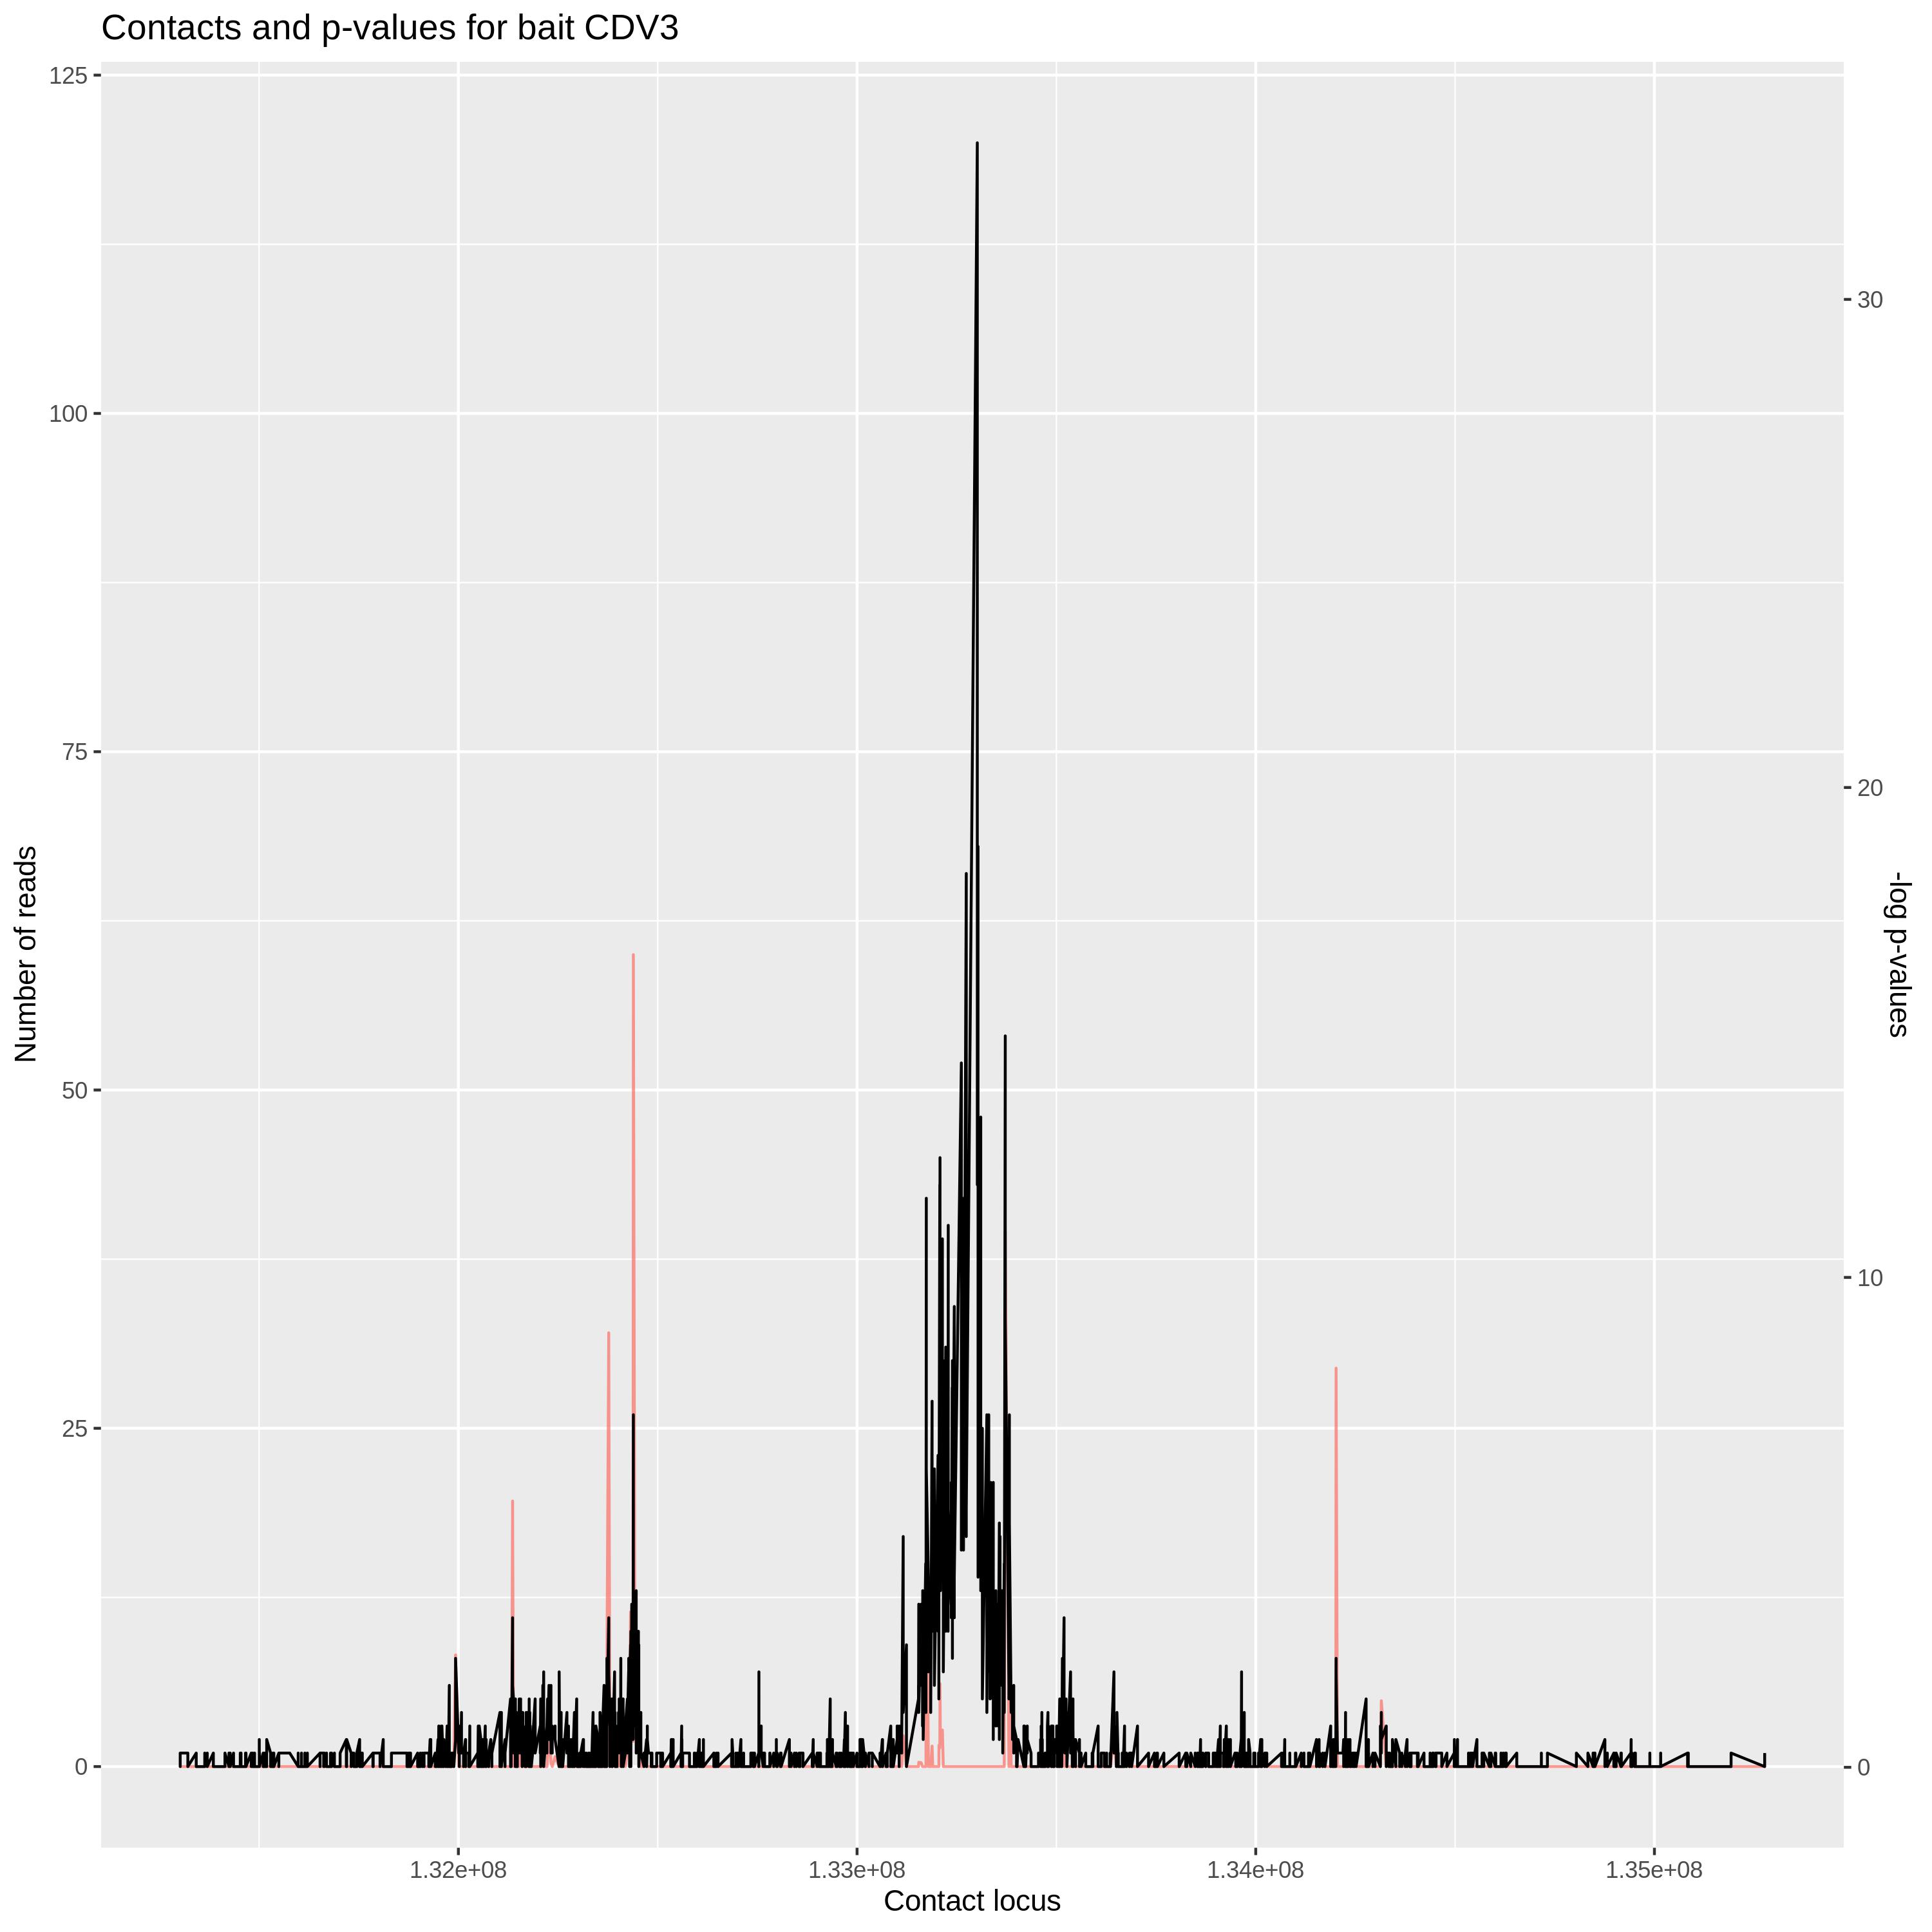 Contacts and p-values for bait CDV3
125
100
75
50
25
0
Number of reads
30
20
10
0
-log p-values
1.32e+08
1.33e+08
1.34e+08
1.35e+08
Contact locus